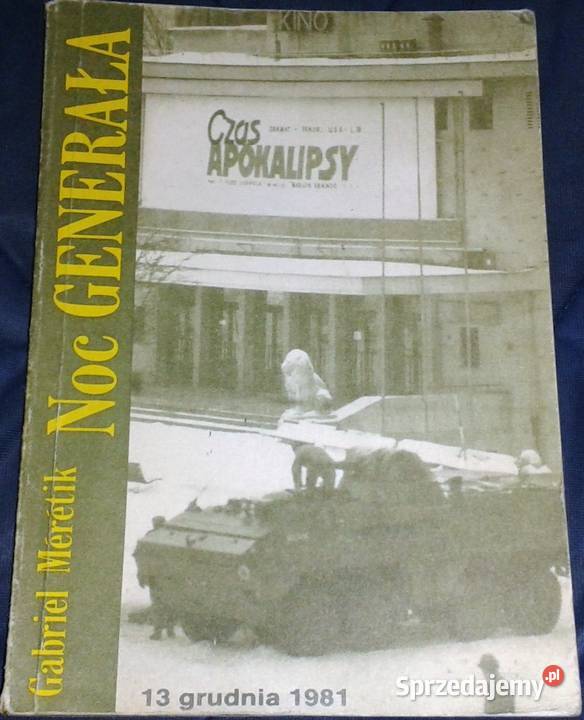 KINO
Czas
APOKALIPSY
Gabriel Mérétik Noc GENERAŁA
13 grudnia 1981
Sprzedajemy.pl